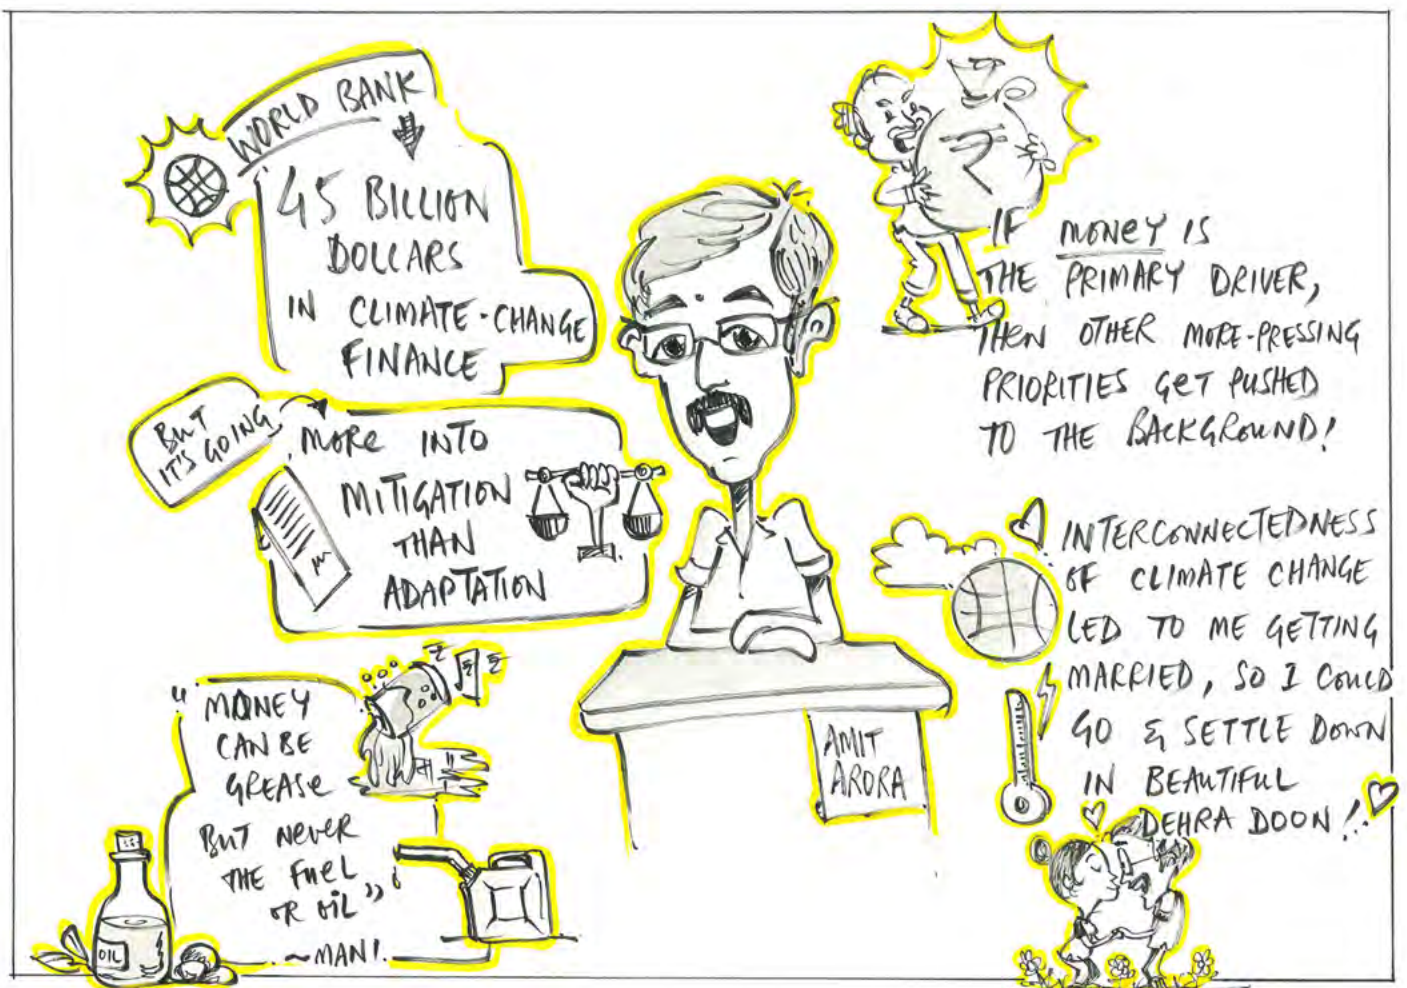 WORLD BANK
45 BILLION
DOLLARS
IN CLIMATE-CHANGE
FINANCE
BUT
IT'S GOING
MORE INTO
MITIGATION
THAN
ADAPTATION
"MONEY
CAN BE
GREASE
BUT NEVER
THE FUEL
OR OIL"
~MANI.
OIL
AMIT
ARORA
₹
IF MONEY IS
THE PRIMARY DRIVER,
THEN OTHER MORE-PRESSING
PRIORITIES GET PUSHED
TO THE BACKGROUND!
INTERCONNECTEDNESS
OF CLIMATE CHANGE
LED TO ME GETTING
MARRIED, SO I COULD
GO & SETTLE DOWN
IN BEAUTIFUL
DEHRA DOON!